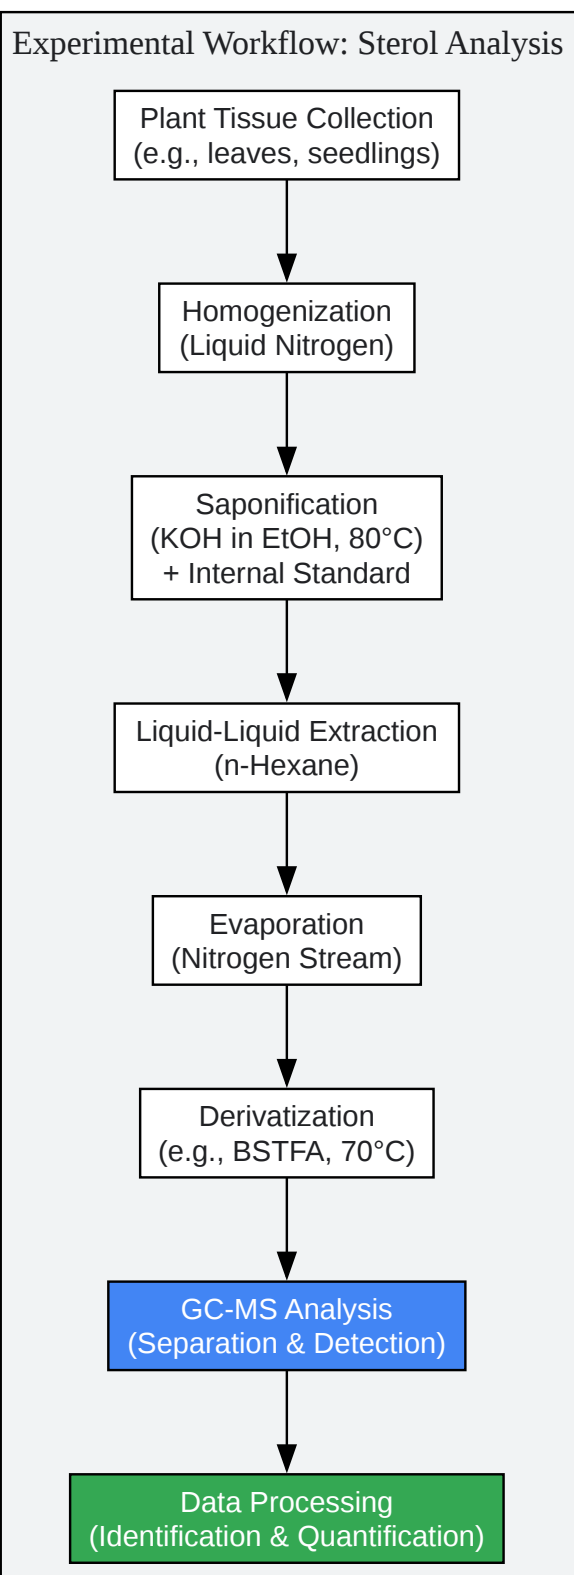 Experimental Workflow: Sterol Analysis
Plant Tissue Collection
(e.g., leaves, seedlings)
Homogenization
(Liquid Nitrogen)
Saponification
(KOH in EtOH, 80°C)
+ Internal Standard
Liquid-Liquid Extraction
(n-Hexane)
Evaporation
(Nitrogen Stream)
Derivatization
(e.g., BSTFA, 70°C)
GC-MS Analysis
(Separation & Detection)
Data Processing
(Identification & Quantification)